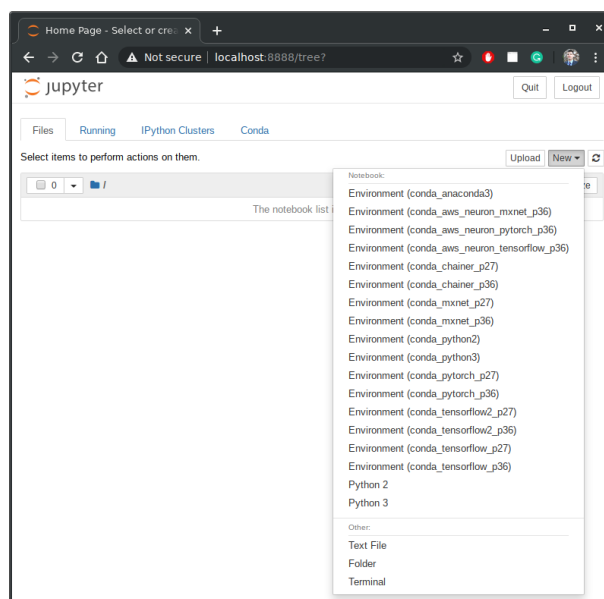 Home Page - Select or crea
Not secure | localhost:8888/tree?
jupyter
Quit
Logout
Files
Running
IPython Clusters
Conda
Select items to perform actions on them.
Upload
New
0
/
The notebook list i
Notebook:
Environment (conda_anaconda3)
Environment (conda_aws_neuron_mxnet_p36)
Environment (conda_aws_neuron_pytorch_p36)
Environment (conda_aws_neuron_tensorflow_p36)
Environment (conda_chainer_p27)
Environment (conda_chainer_p36)
Environment (conda_mxnet_p27)
Environment (conda_mxnet_p36)
Environment (conda_python2)
Environment (conda_python3)
Environment (conda_pytorch_p27)
Environment (conda_pytorch_p36)
Environment (conda_tensorflow2_p27)
Environment (conda_tensorflow2_p36)
Environment (conda_tensorflow_p27)
Environment (conda_tensorflow_p36)
Python 2
Python 3
Other:
Text File
Folder
Terminal